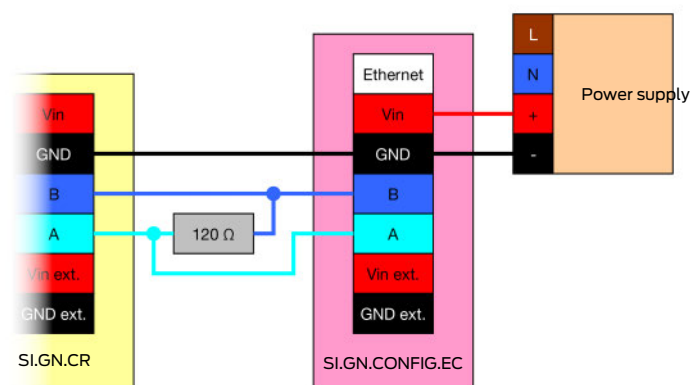 L
N
+
-
Power supply
Ethernet
Vin
GND
B
A
Vin ext.
GND ext.
SI.GN.CONFIG.EC
Vin
GND
B
A
Vin ext.
GND ext.
SI.GN.CR
120 Ω